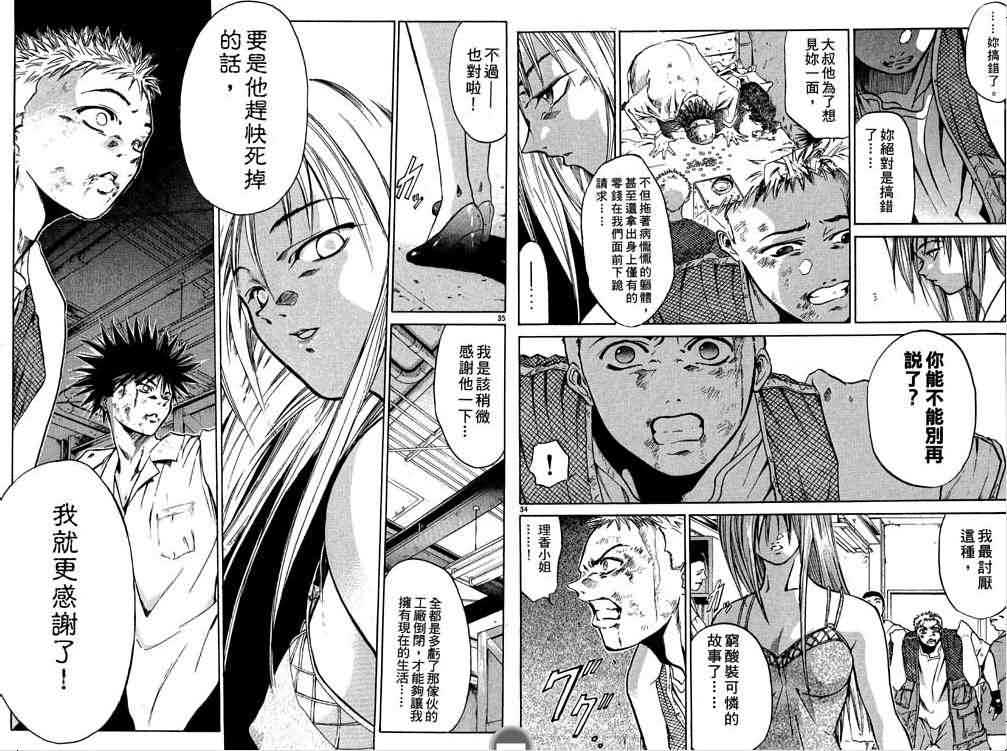 ……妳搞錯了。
妳絕對是搞錯
了……
大叔他為了想
見妳一面，
不但拖著病懨懨的軀體
甚至還拿出身上僅有的
零錢在我們面前下跪
請求……
………
你能不能別再
說了？
！
34
我最討厭
這種，
窮酸裝可憐的
故事了……
理香小姐
……！
グググ
不過——
也對啦！
35
我是該稍微
感謝他一下。
全都是多虧了那傢伙的
工廠倒閉，才能夠讓我
擁有現在的生活……
要是他趕快死掉
的話，
我就更感謝了！